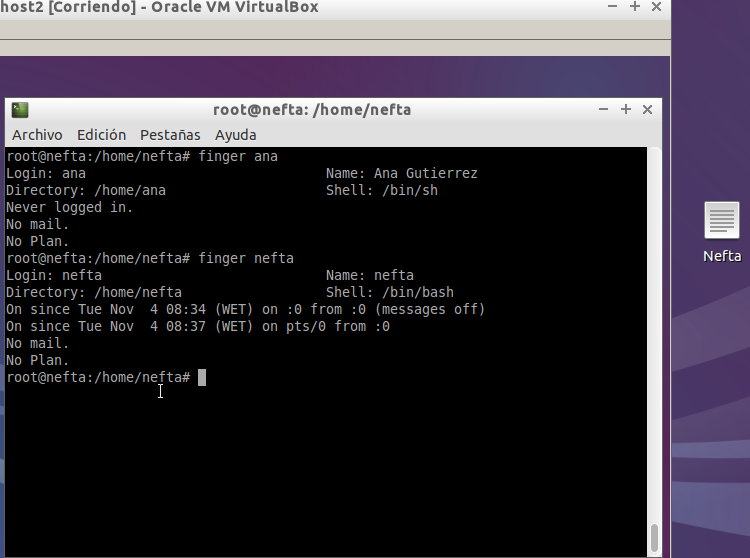 host2 [Corriendo] - Oracle VM VirtualBox
root@nefta: /home/nefta
Archivo Edición Pestañas Ayuda
root@nefta:/home/nefta# finger ana
Login: ana Name: Ana Gutierrez
Directory: /home/ana Shell: /bin/sh
Never logged in.
No mail.
No Plan.
root@nefta:/home/nefta# finger nefta
Login: nefta Name: nefta
Directory: /home/nefta Shell: /bin/bash
On since Tue Nov  4 08:34 (WET) on :0 from :0 (messages off)
On since Tue Nov  4 08:37 (WET) on pts/0 from :0
No mail.
No Plan.
root@nefta:/home/nefta#
Nefta